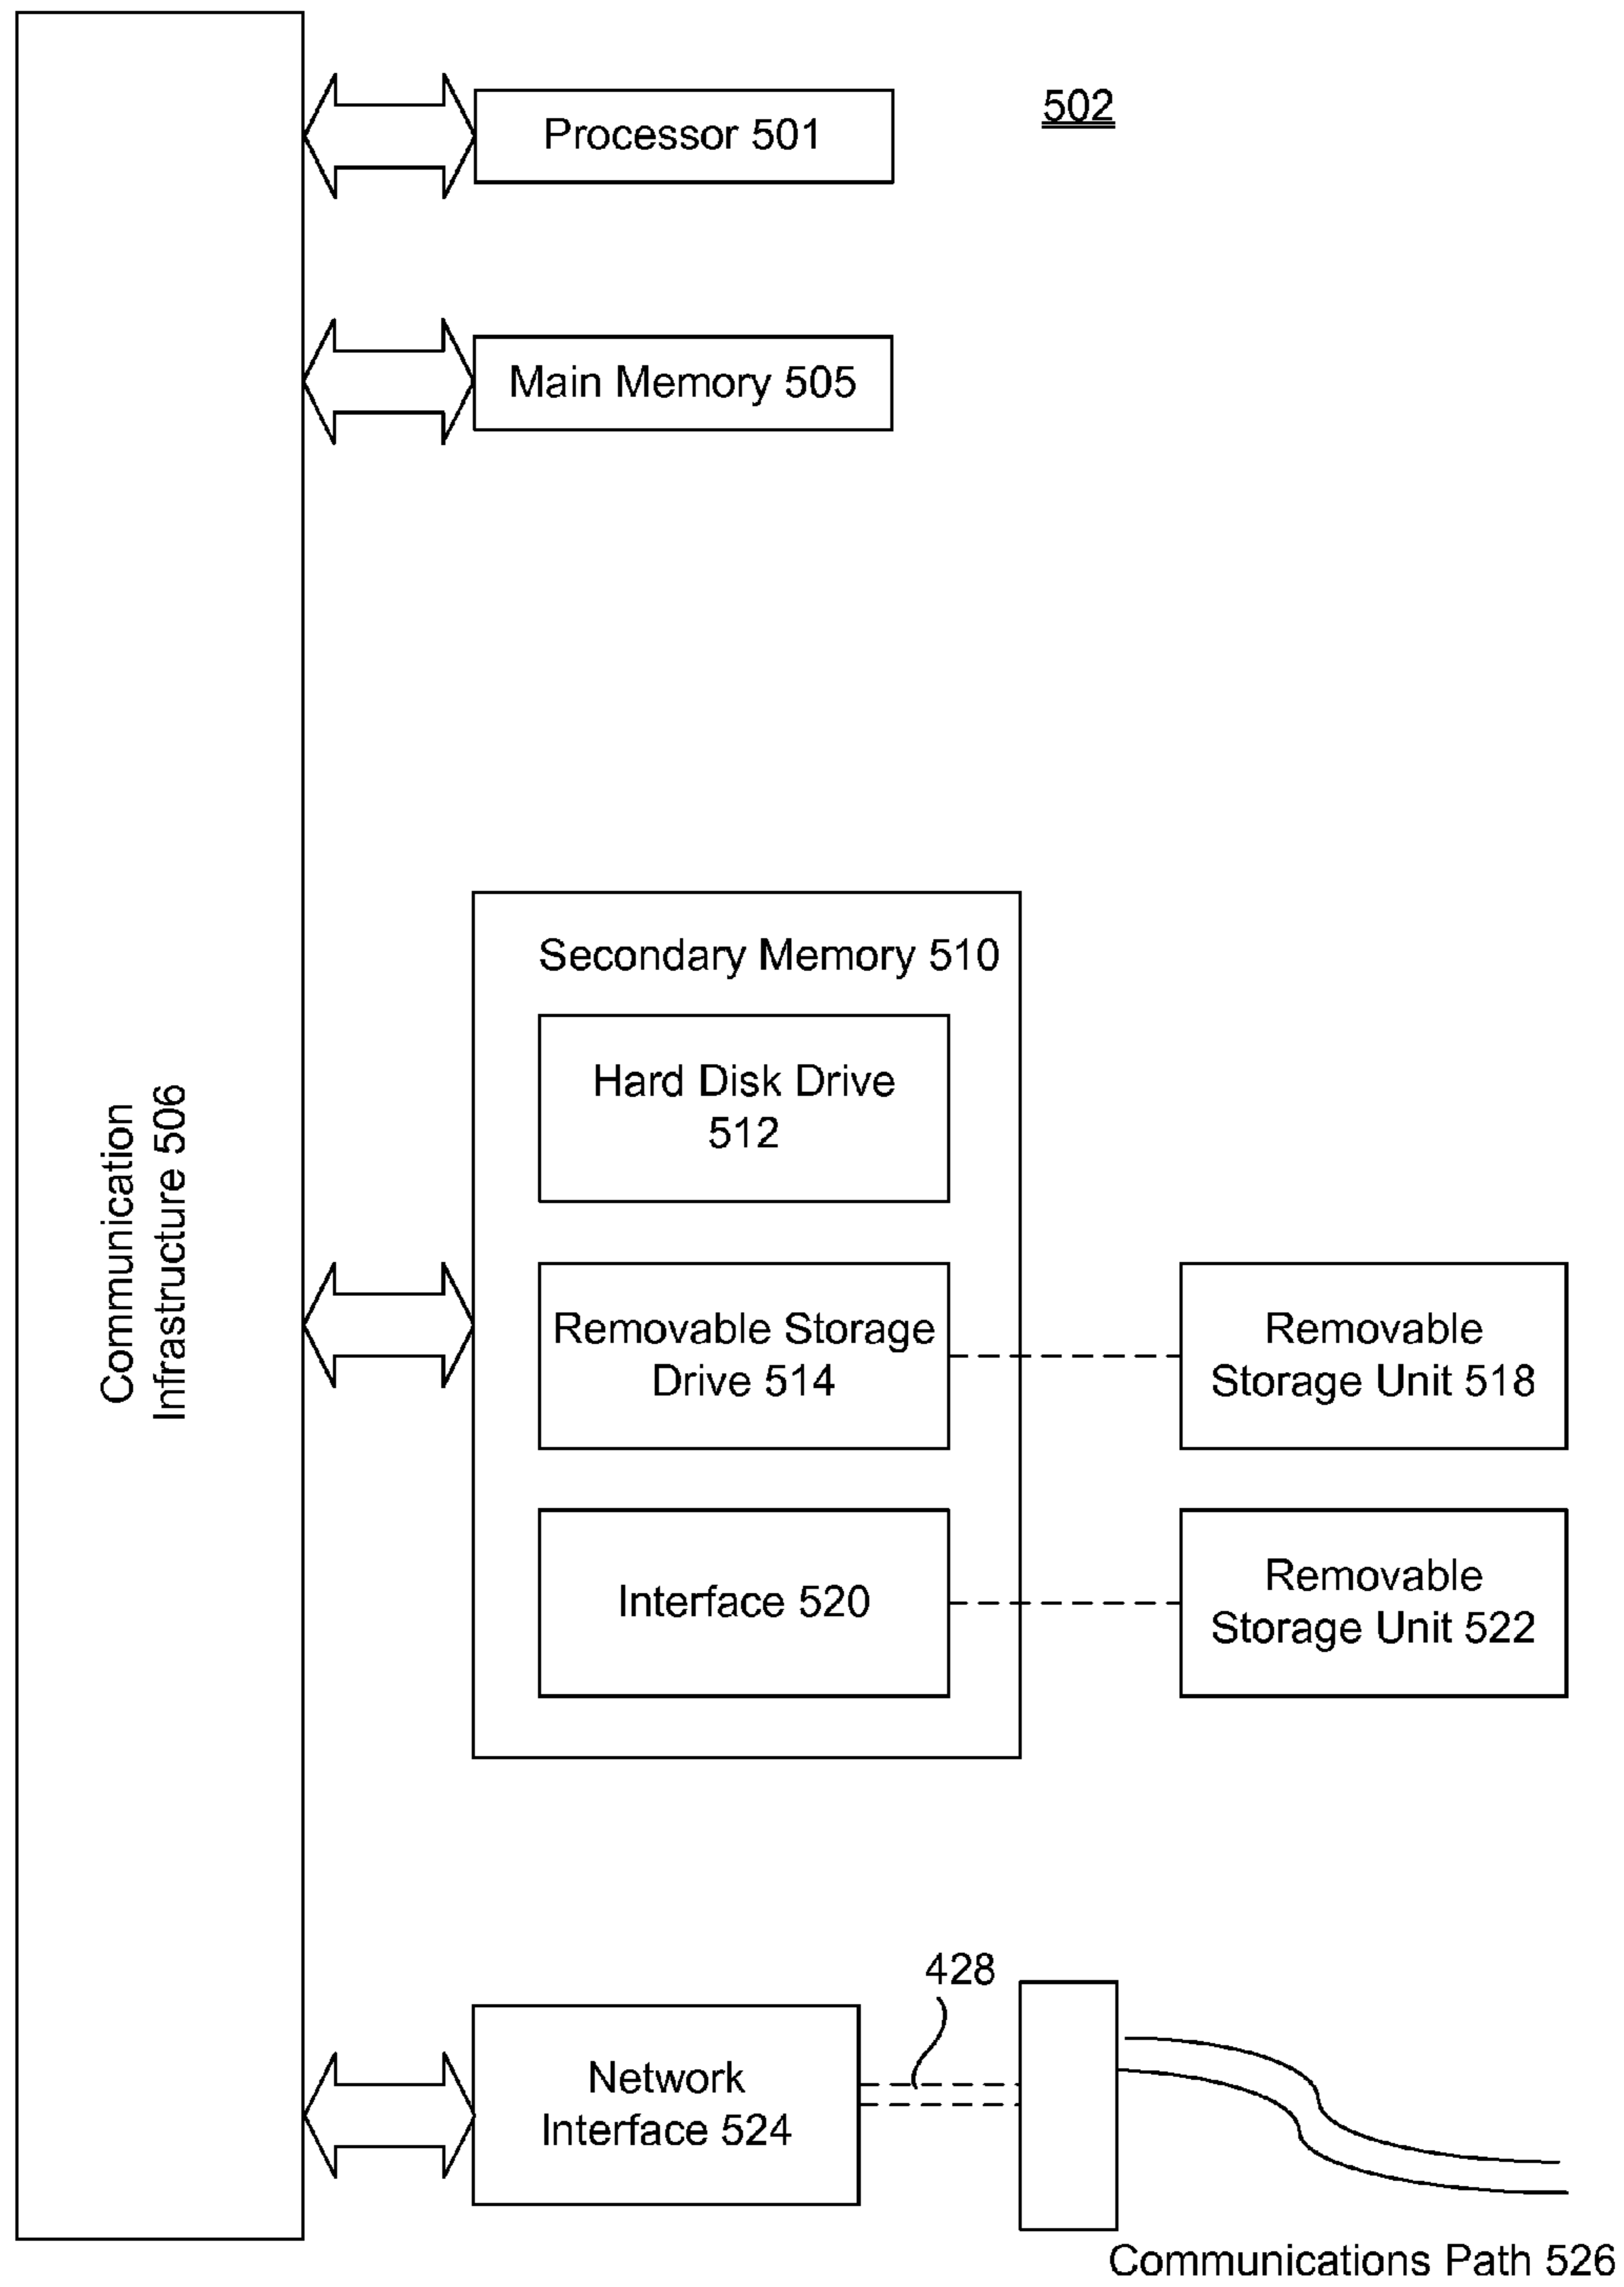 Processor 501
502
Main Memory 505
Communication
Infrastructure 506
Secondary Memory 510
Hard Disk Drive
512
Removable Storage
Drive 514
Removable
Storage Unit 518
Interface 520
Removable
Storage Unit 522
428
Network
Interface 524
Communications Path 526